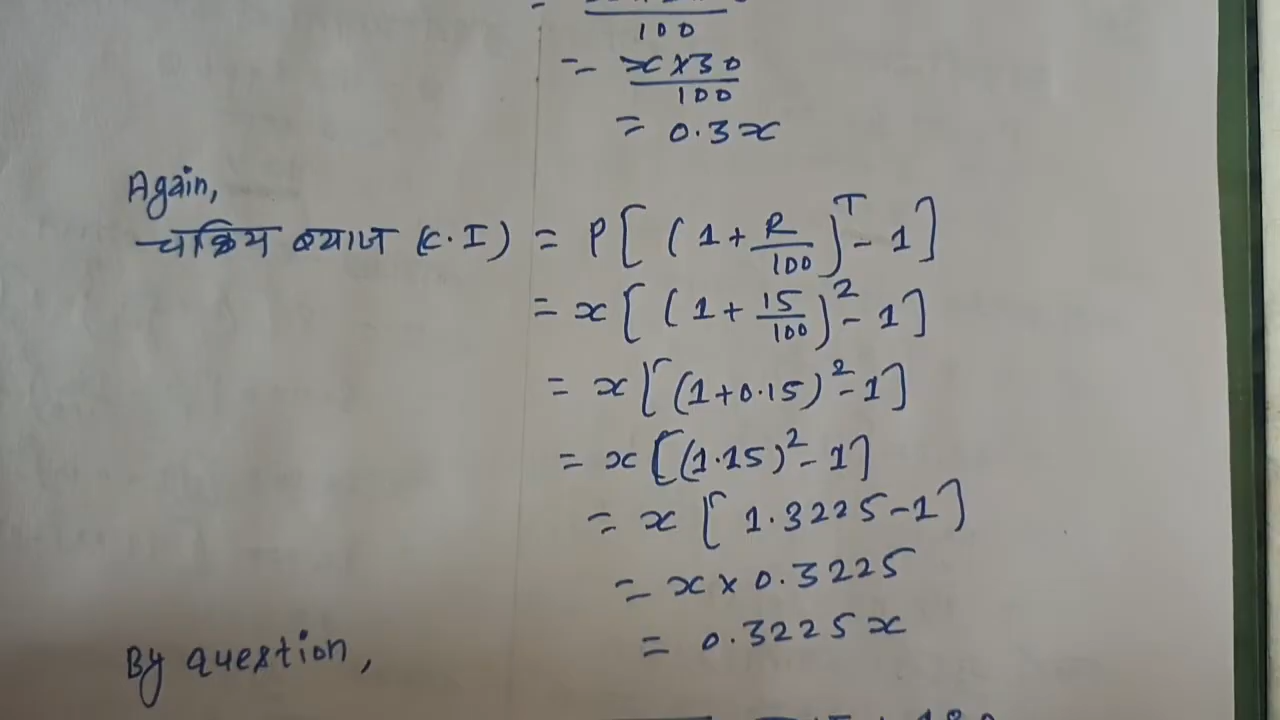 100
= x×30
100
= 0.3x
Again,
चक्रिय ब्याज (C.I) = P[(1+R/100)^T - 1]
= x[(1+15/100)^2 - 1]
= x[(1+0.15)^2-1]
= x[(1.15)^2-1]
= x[1.3225-1]
= x×0.3225
= 0.3225x
By question,